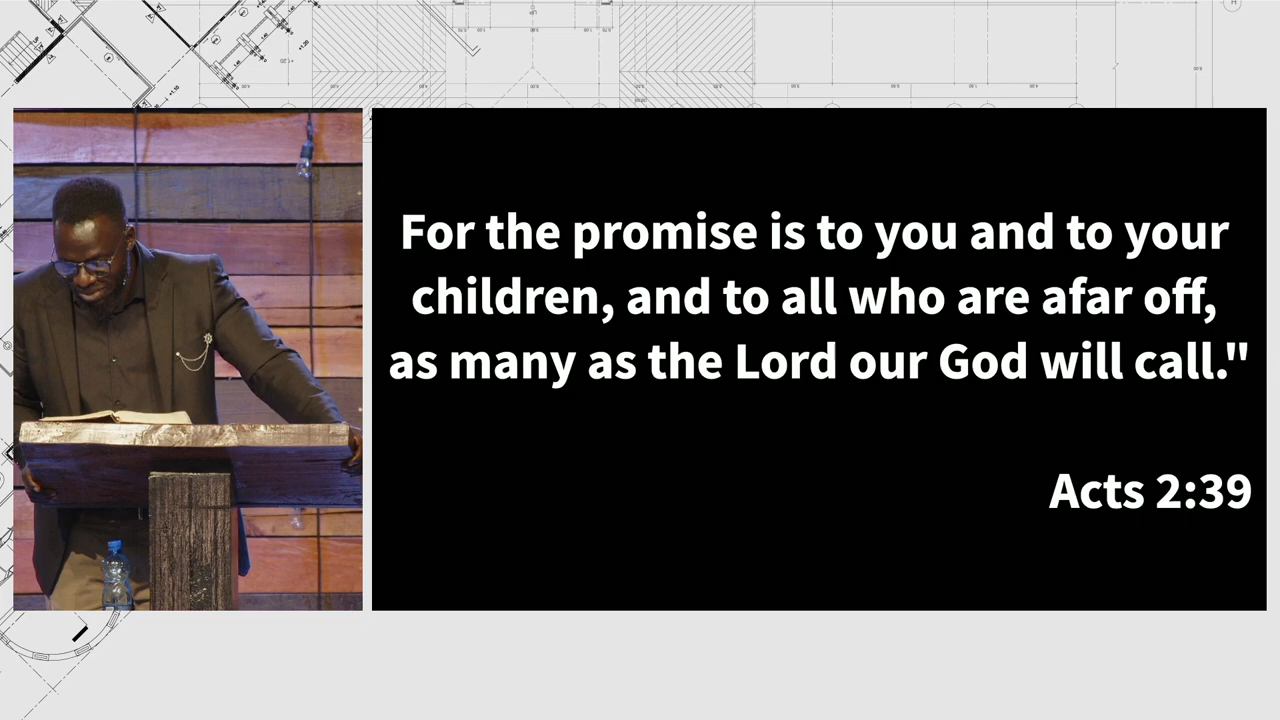 For the promise is to you and to your
children, and to all who are afar off,
as many as the Lord our God will call."
Acts 2:39